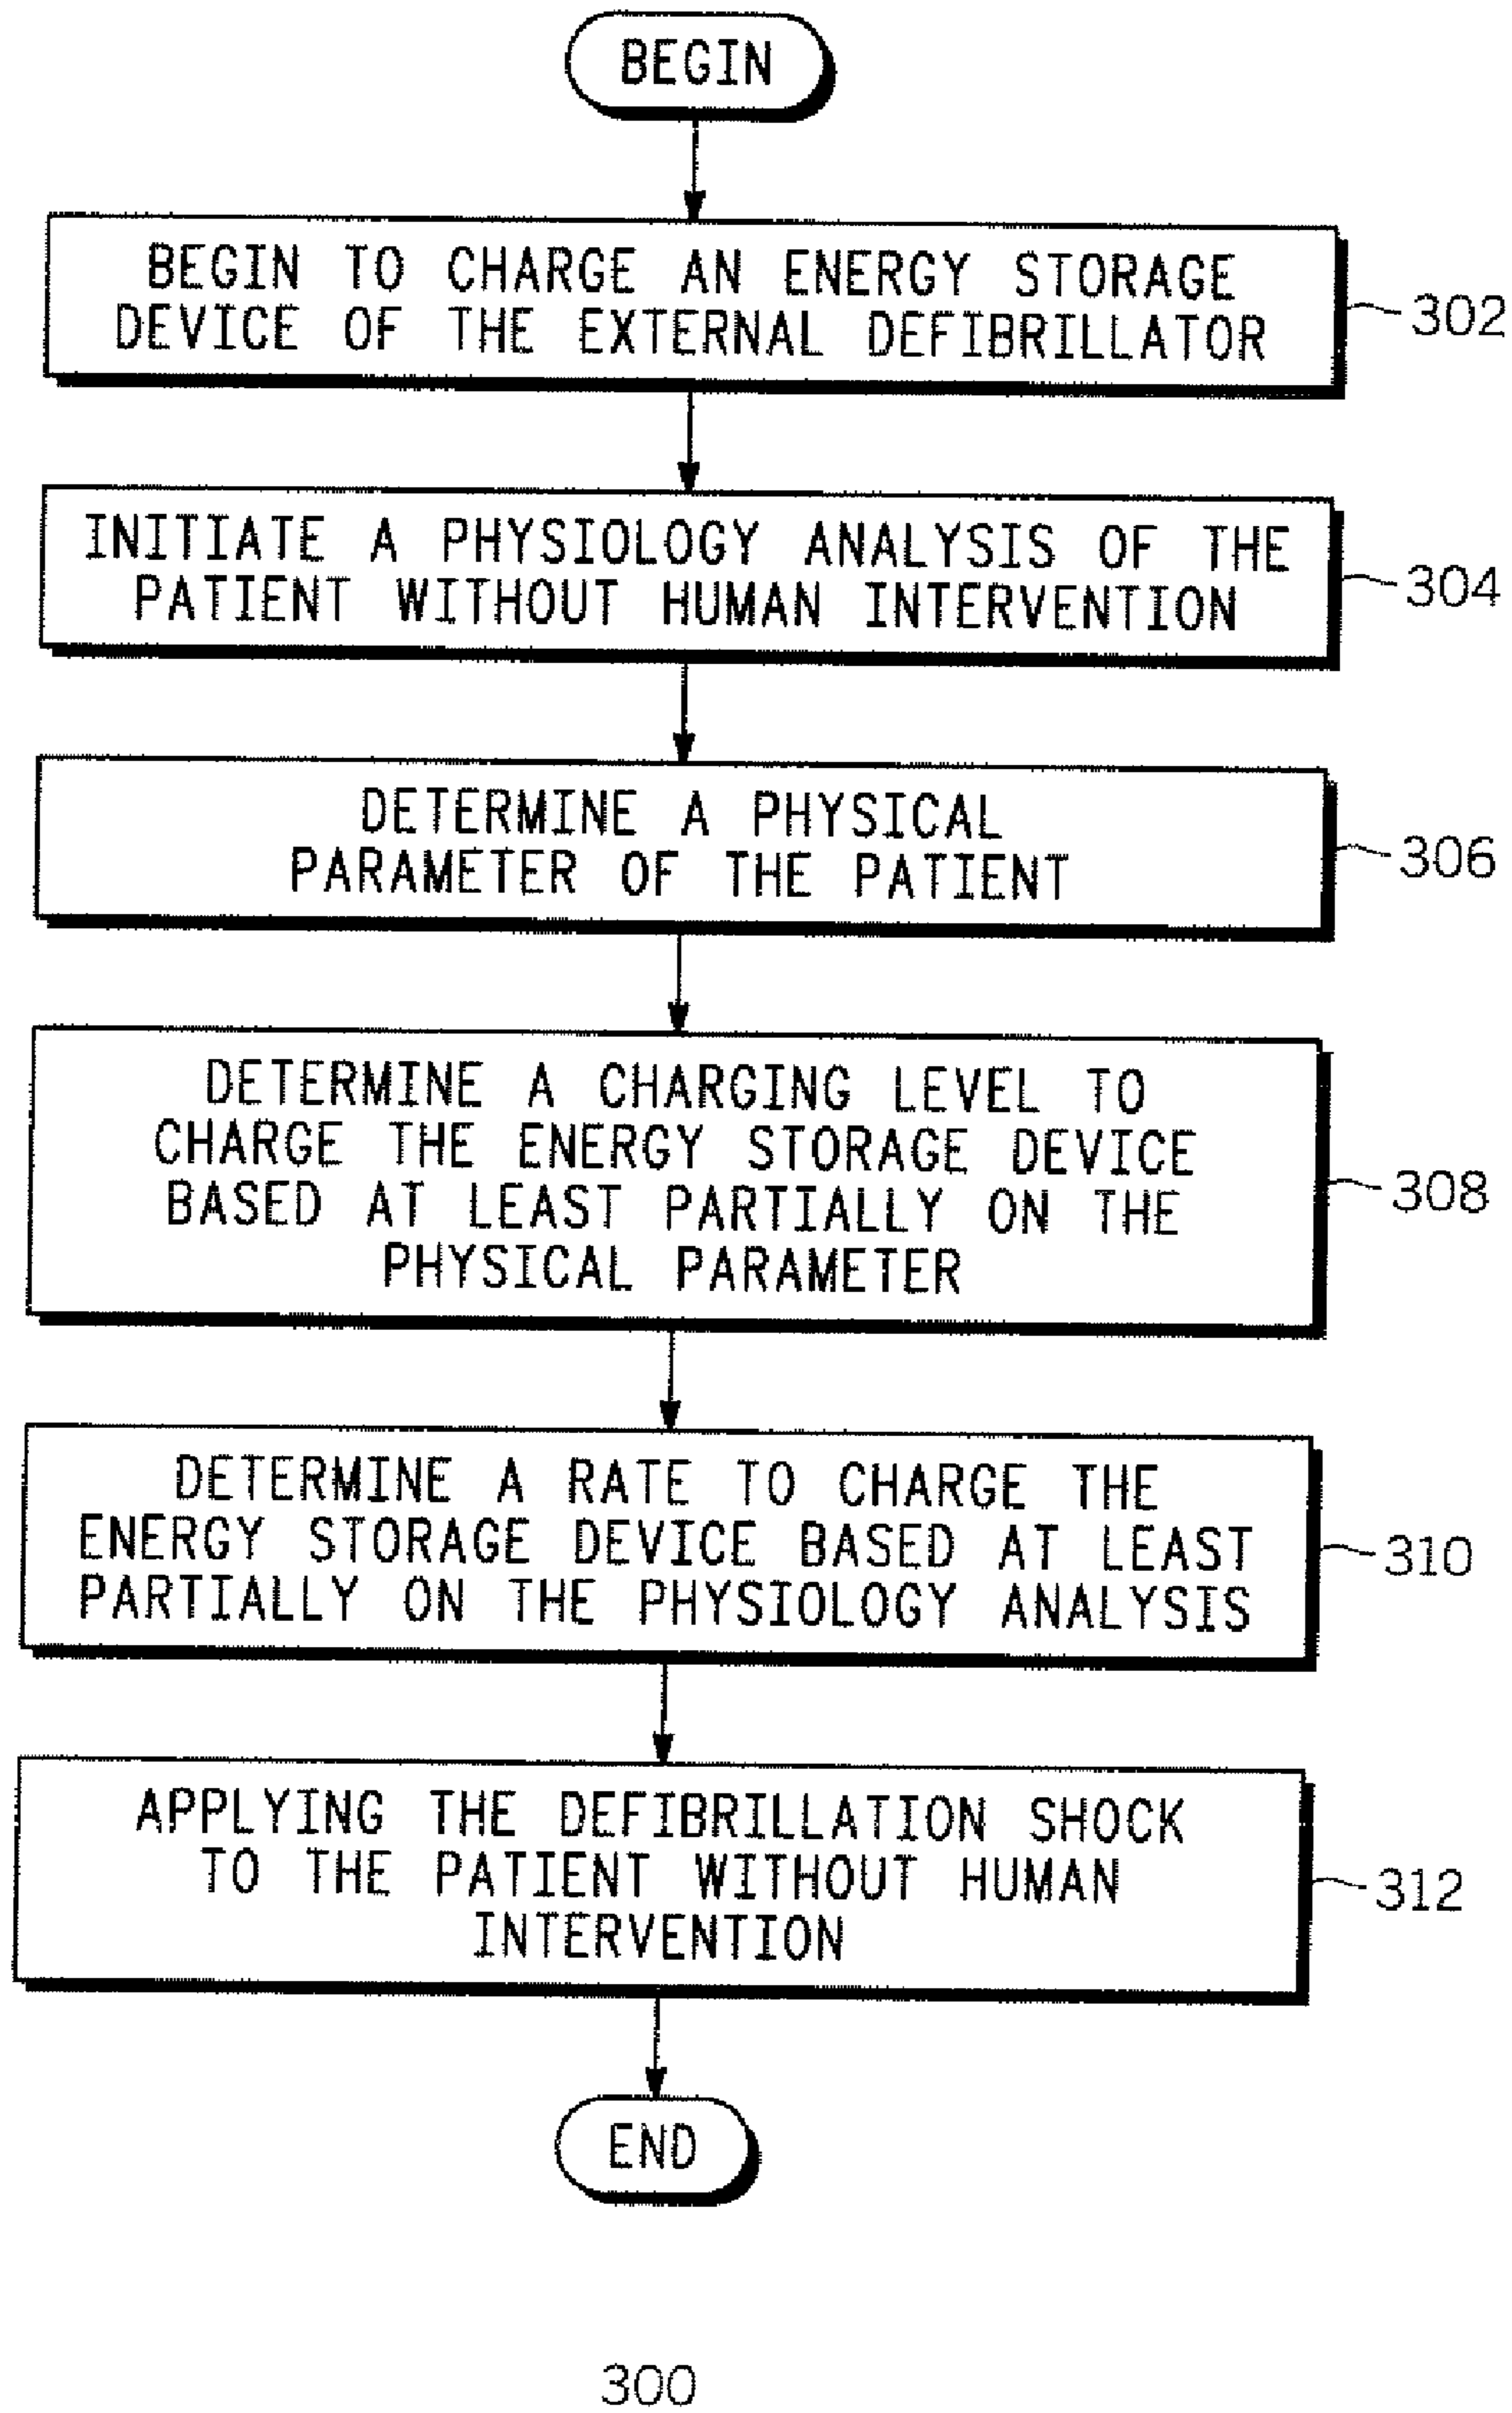 BEGIN
BEGIN TO CHARGE AN ENERGY STORAGE
DEVICE OF THE EXTERNAL DEFIBRILLATOR
302
INITIATE A PHYSIOLOGY ANALYSIS OF THE
PATIENT WITHOUT HUMAN INTERVENTION
304
DETERMINE A PHYSICAL
PARAMETER OF THE PATIENT
306
DETERMINE A CHARGING LEVEL TO
CHARGE THE ENERGY STORAGE DEVICE
BASED AT LEAST PARTIALLY ON THE
PHYSICAL PARAMETER
308
DETERMINE A RATE TO CHARGE THE
ENERGY STORAGE DEVICE BASED AT LEAST
PARTIALLY ON THE PHYSIOLOGY ANALYSIS
310
APPLYING THE DEFIBRILLATION SHOCK
TO THE PATIENT WITHOUT HUMAN
INTERVENTION
312
END
300